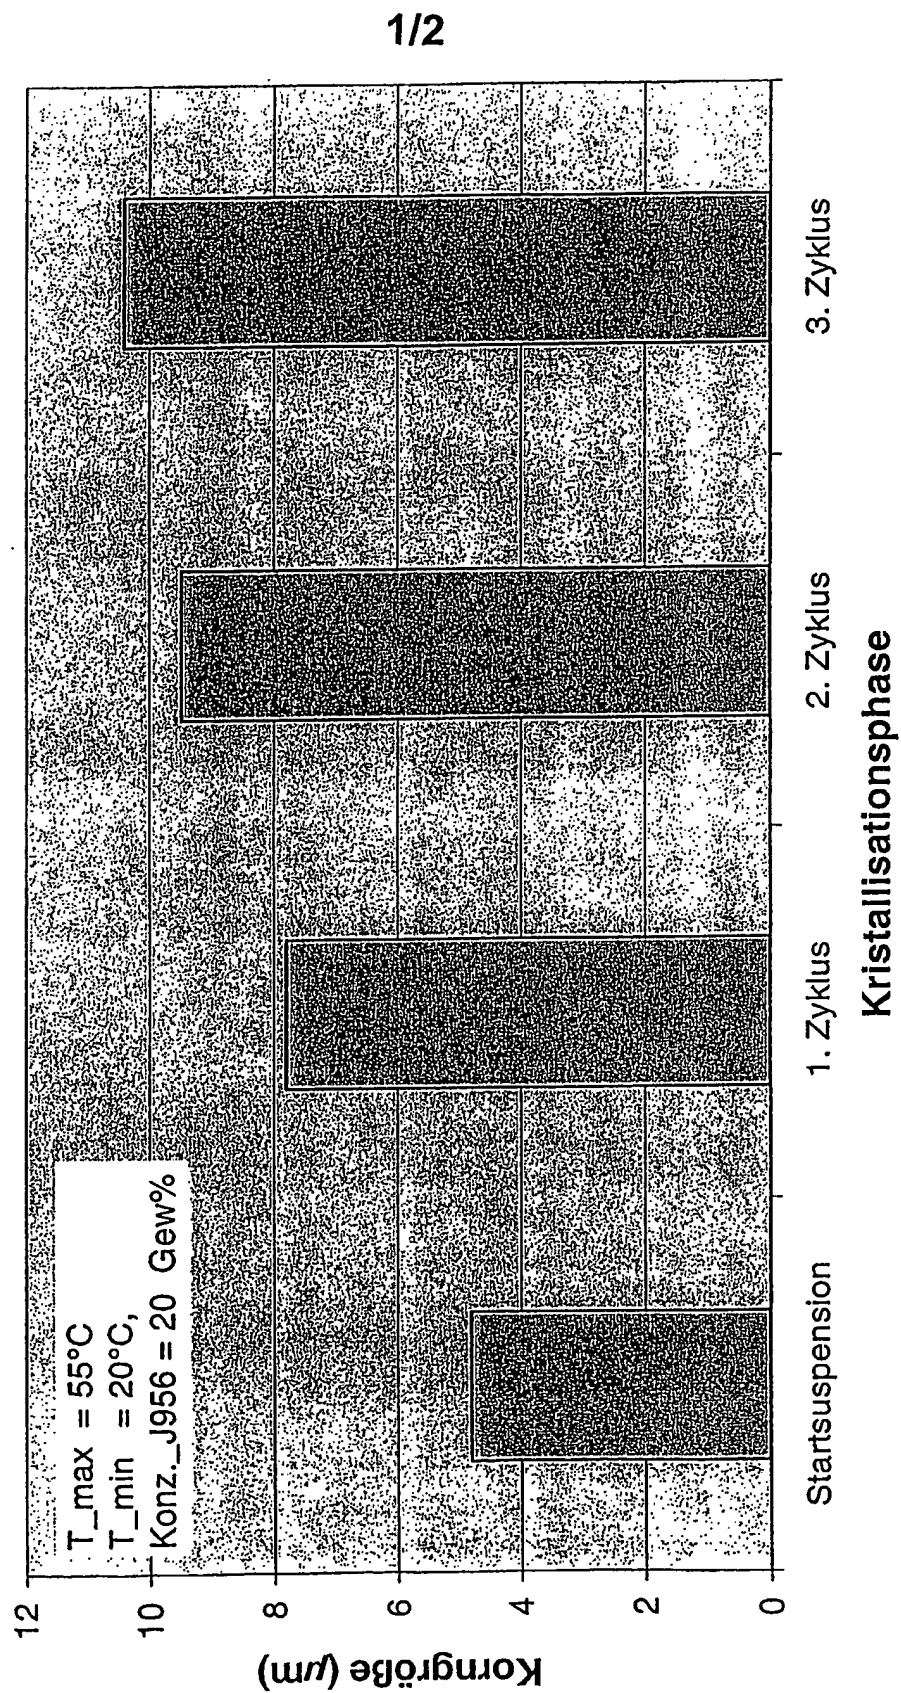 1/2
T_max = 55°C
T_min = 20°C,
Konz._J956 = 20 Gew%
Korngröße (µm)
12
10
8
6
4
2
0
Startsuspension
1. Zyklus
2. Zyklus
3. Zyklus
Kristallisationsphase